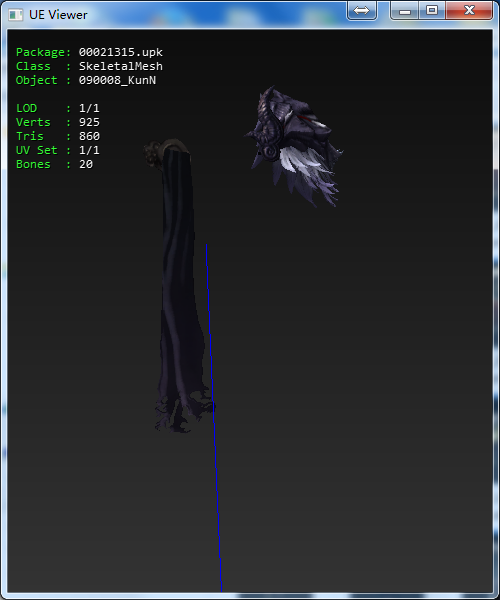 UE Viewer
Package: 00021315.upk
Class  : SkeletalMesh
Object : 090008_KunN
LOD    : 1/1
Verts  : 925
Tris   : 860
UV Set : 1/1
Bones  : 20